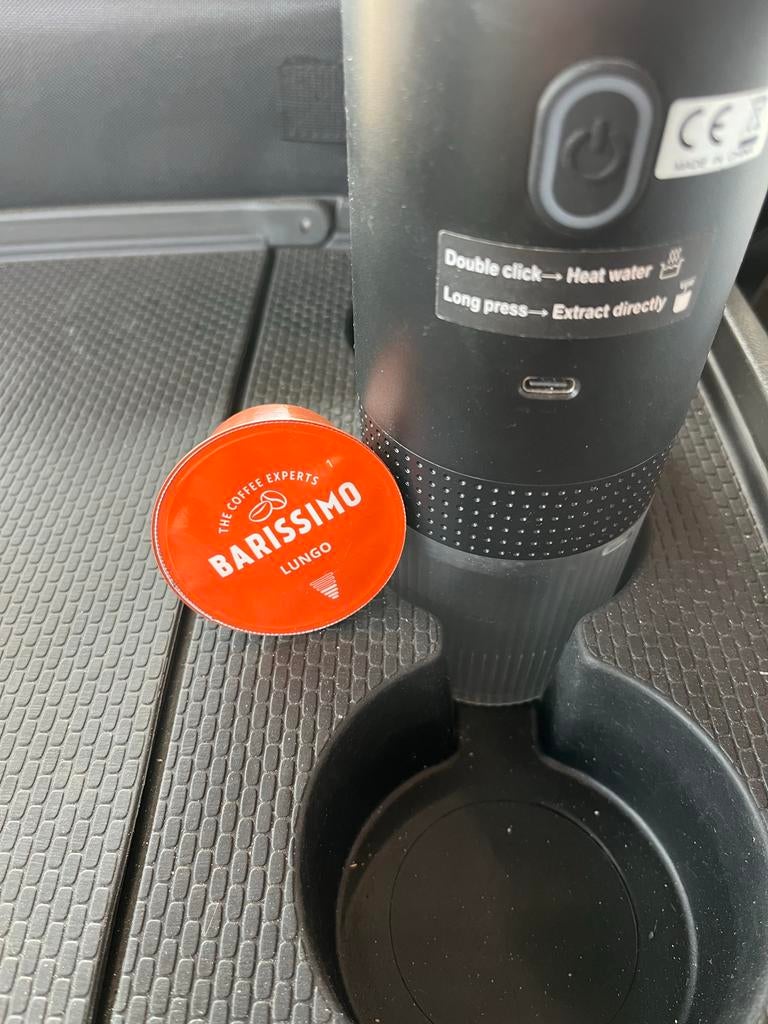 CE
MADE IN CHINA
Double click→ Heat water
Long press→ Extract directly
THE COFFEE EXPERTS
BARISSIMO
LUNGO